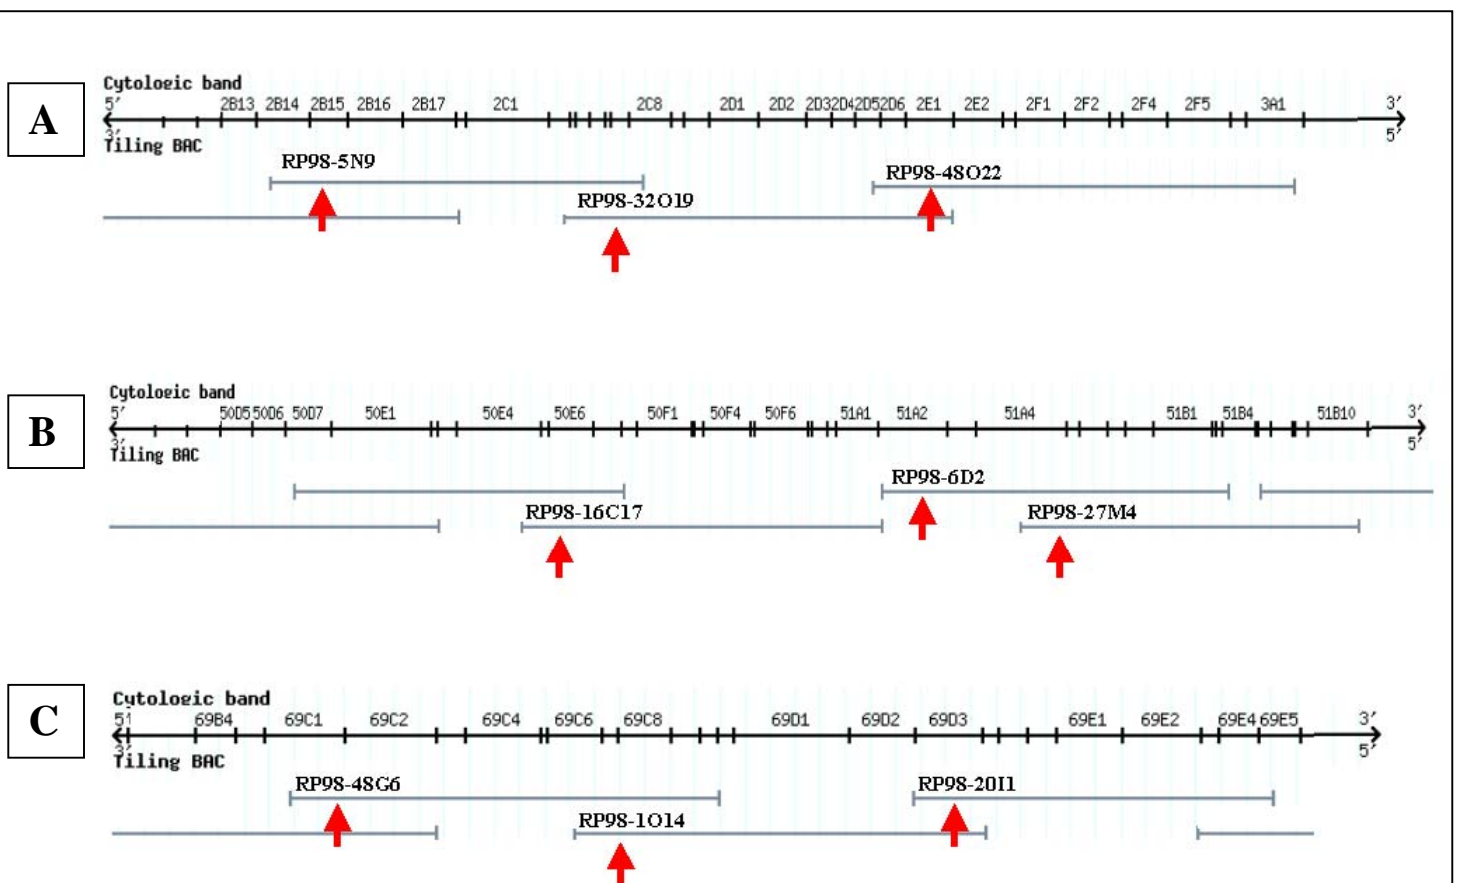 A
Cytologic band
5' 2B13 2B14 2B15 2B16 2B17 2C1 2C8 2D1 2D2 2D3 2D4 2D5 2D6 2E1 2E2 2F1 2F2 2F4 2F5 3A1 3'
3' 5'
Tiling BAC
RP98-5N9
RP98-48O22
RP98-32O19
B
Cytologic band
5' 50D5 50D6 50D7 50E1 50E4 50E6 50F1 50F4 50F6 51A1 51A2 51A4 51B1 51B4 51B10 3'
3' 5'
Tiling BAC
RP98-6D2
RP98-16C17 RP98-27M4
C
Cytologic band
5' 69B4 69C1 69C2 69C4 69C6 69C8 69D1 69D2 69D3 69E1 69E2 69E4 69E5 3'
3' 5'
Tiling BAC
RP98-48G6 RP98-20I1
RP98-1O14